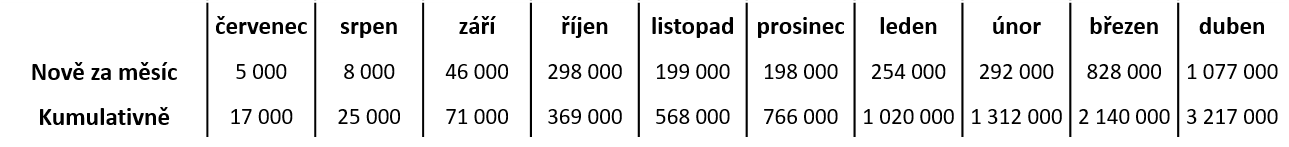 červenec srpen září říjen listopad prosinec leden únor březen duben
Nově za měsíc 5 000 8 000 46 000 298 000 199 000 198 000 254 000 292 000 828 000 1 077 000
Kumulativně 17 000 25 000 71 000 369 000 568 000 766 000 1 020 000 1 312 000 2 140 000 3 217 000